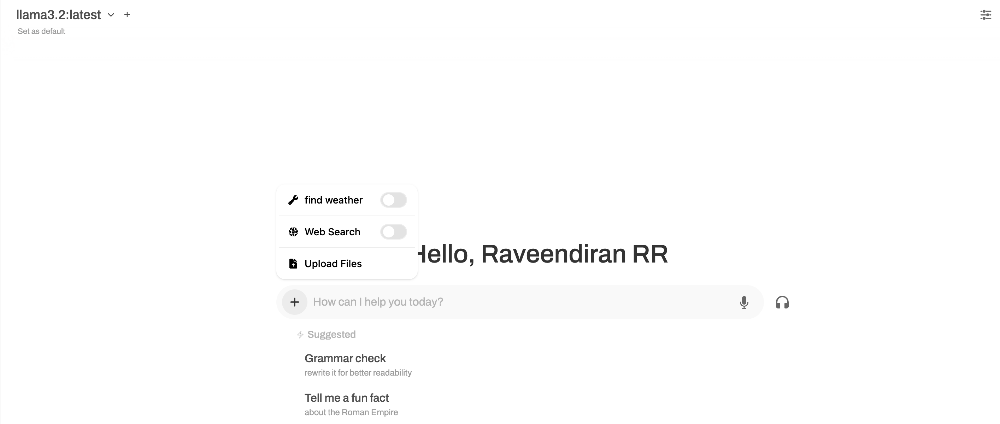 llama3.2:latest
Set as default
find weather
Web Search
Upload Files
Hello, Raveendiran RR
How can I help you today?
Suggested
Grammar check
rewrite it for better readability
Tell me a fun fact
about the Roman Empire